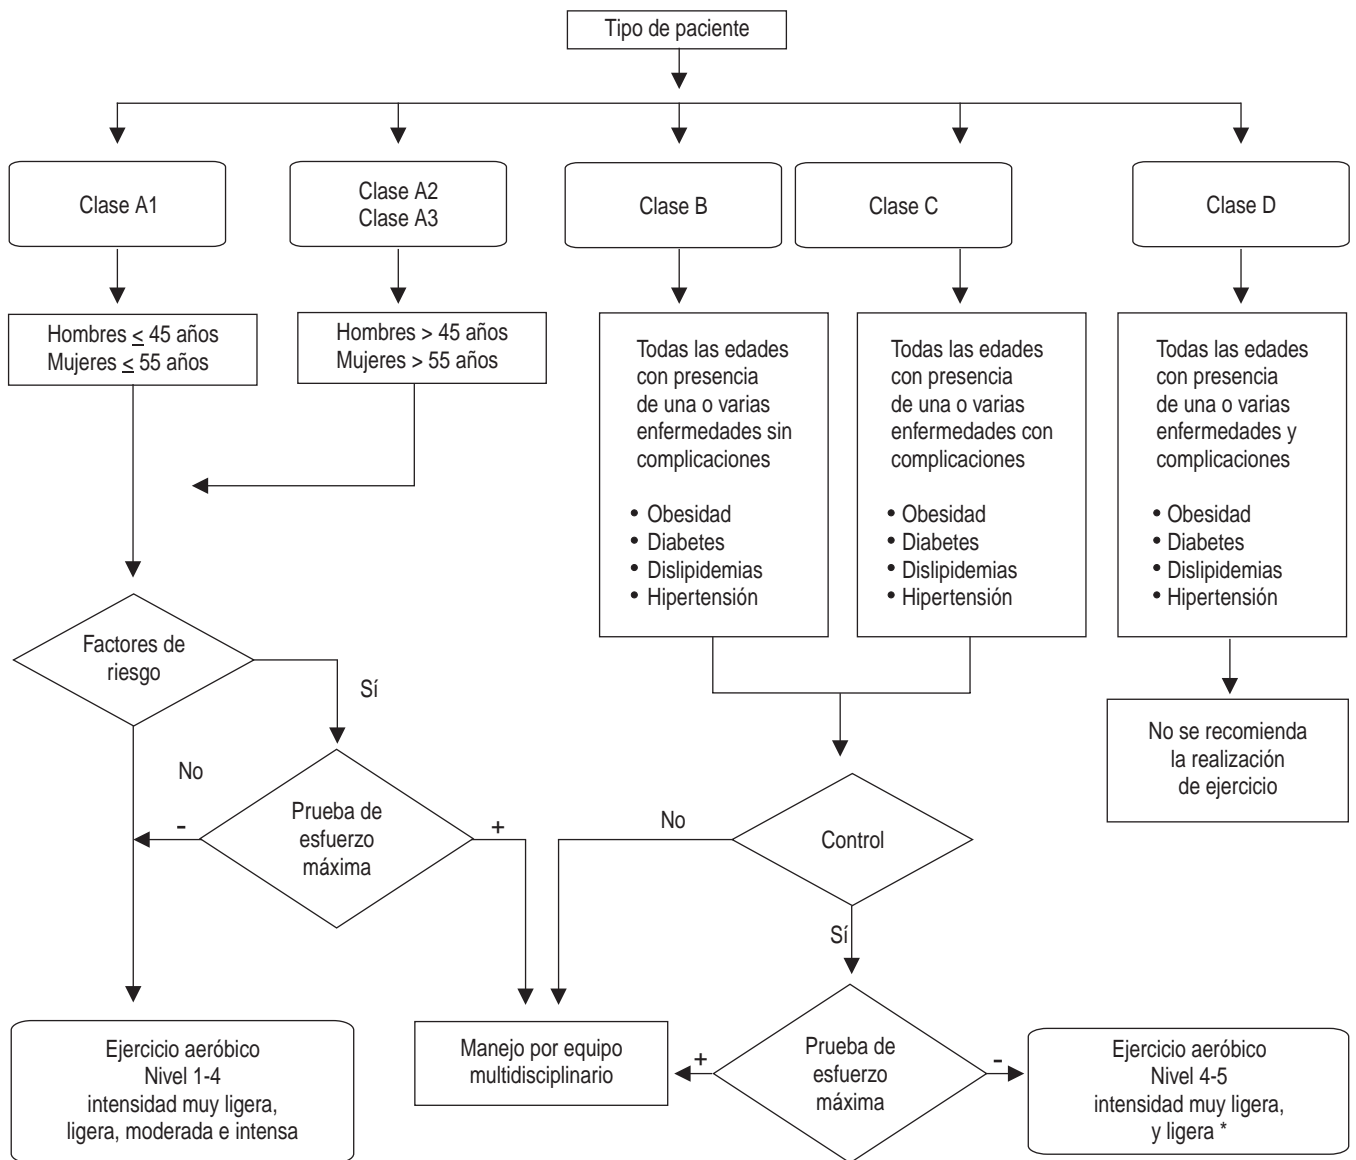 Tipo de paciente
Clase A1
Clase A2
Clase A3
Clase B
Clase C
Clase D
Hombres ≤ 45 años
Mujeres ≤ 55 años
Hombres > 45 años
Mujeres > 55 años
Todas las edades
con presencia
de una o varias
enfermedades sin
complicaciones
• Obesidad
• Diabetes
• Dislipidemias
• Hipertensión
Todas las edades
con presencia
de una o varias
enfermedades con
complicaciones
• Obesidad
• Diabetes
• Dislipidemias
• Hipertensión
Todas las edades
con presencia
de una o varias
enfermedades y
complicaciones
• Obesidad
• Diabetes
• Dislipidemias
• Hipertensión
Factores de
riesgo
Sí
No
Prueba de
esfuerzo
máxima
-
+
No
Control
Sí
No se recomienda
la realización
de ejercicio
Ejercicio aeróbico
Nivel 1-4
intensidad muy ligera,
ligera, moderada e intensa
Manejo por equipo
multidisciplinario
+
Prueba de
esfuerzo
máxima
-
Ejercicio aeróbico
Nivel 4-5
intensidad muy ligera,
y ligera *